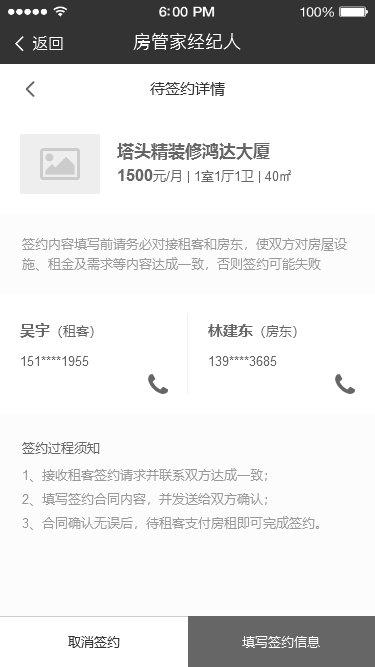 6:00 PM
100%
返回
房管家经纪人
待签约详情
塔头精装修鸿达大厦
1500元/月 | 1室1厅1卫 | 40㎡
签约内容填写前请务必对接租客和房东，使双方对房屋设
施、租金及需求等内容达成一致，否则签约可能失败
吴宇（租客）
151****1955
林建东（房东）
139****3685
签约过程须知
1、接收租客签约请求并联系双方达成一致；
2、填写签约合同内容，并发送给双方确认；
3、合同确认无误后，待租客支付房租即可完成签约。
取消签约
填写签约信息